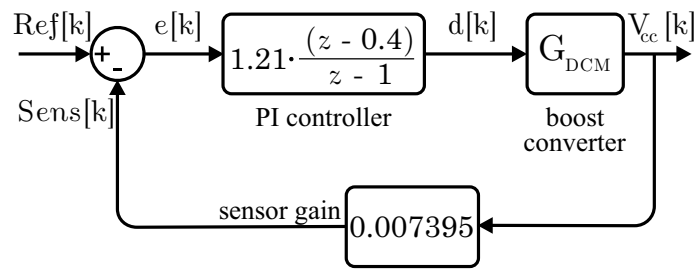 Ref[k]
e[k]
d[k]
V_cc [k]
+
-
1.21·(z - 0.4)/z - 1
G_DCM
Sens[k]
PI controller
boost
converter
sensor gain
0.007395